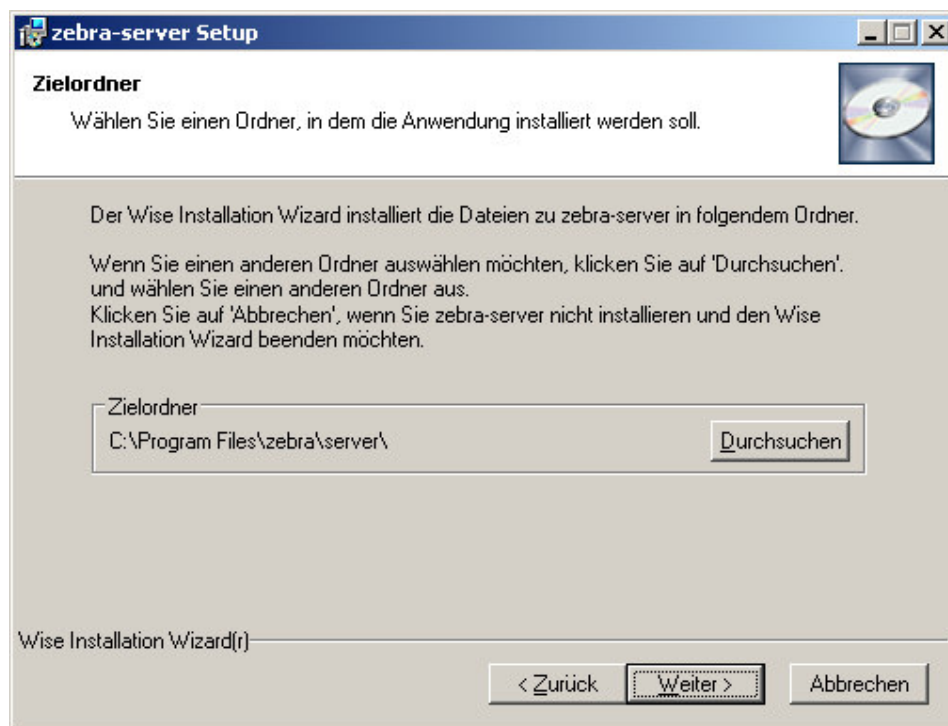 zebra-server Setup
Zielordner
Wählen Sie einen Ordner, in dem die Anwendung installiert werden soll.
Der Wise Installation Wizard installiert die Dateien zu zebra-server in folgendem Ordner.
Wenn Sie einen anderen Ordner auswählen möchten, klicken Sie auf 'Durchsuchen'.
und wählen Sie einen anderen Ordner aus.
Klicken Sie auf 'Abbrechen', wenn Sie zebra-server nicht installieren und den Wise
Installation Wizard beenden möchten.
Zielordner
C:\Program Files\zebra\server\
Durchsuchen
Wise Installation Wizard(r)
< Zurück
Weiter >
Abbrechen